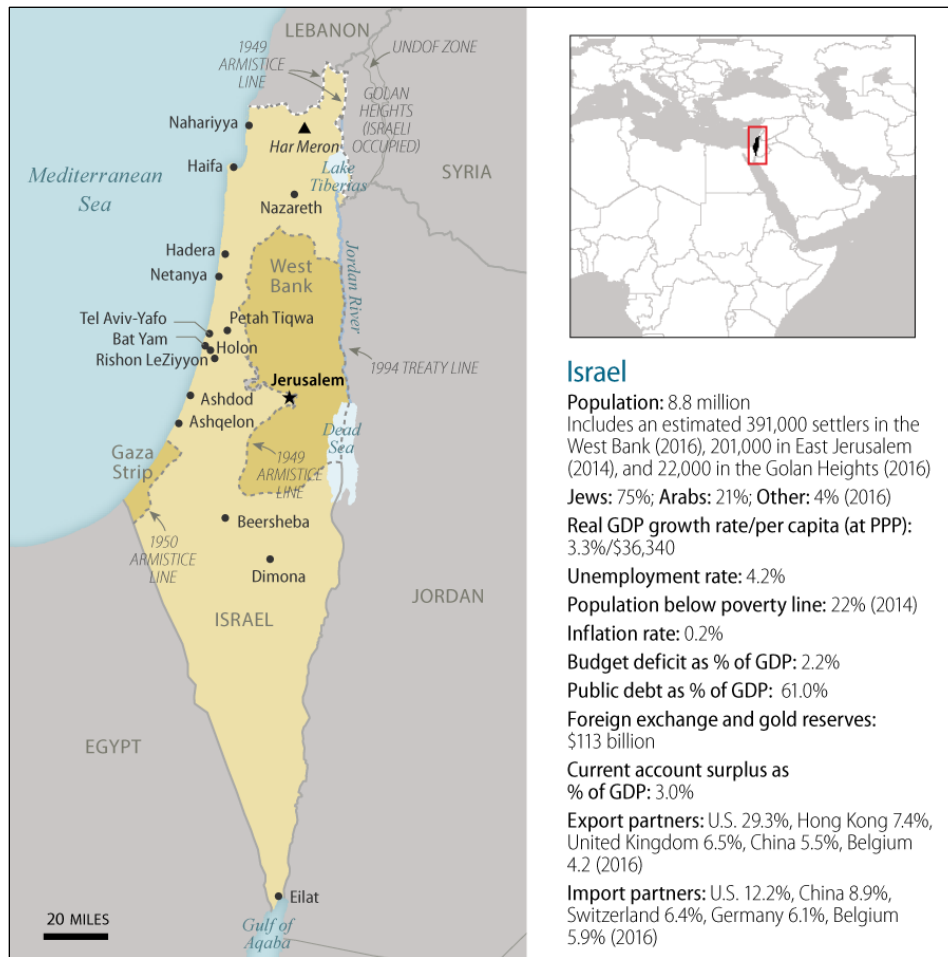 LEBANON
1949
ARMISTICE
LINE
UNDOF ZONE
GOLAN
HEIGHTS
(ISRAELI
OCCUPIED)
Nahariyya
Har Meron
Haifa
Lake
Tiberias
SYRIA
Mediterranean
Sea
Nazareth
Hadera
Netanya
West
Bank
Jordan River
Tel Aviv-Yafo
Petah Tiqwa
Bat Yam
Holon
Rishon LeZiyyon
1994 TREATY LINE
Jerusalem
Ashdod
Ashqelon
Dead
Sea
Gaza
Strip
1949
ARMISTICE
LINE
Beersheba
1950
ARMISTICE
LINE
Dimona
ISRAEL
JORDAN
EGYPT
Eilat
20 MILES
Gulf of
Aqaba
Israel
Population: 8.8 million
Includes an estimated 391,000 settlers in the
West Bank (2016), 201,000 in East Jerusalem
(2014), and 22,000 in the Golan Heights (2016)
Jews: 75%; Arabs: 21%; Other: 4% (2016)
Real GDP growth rate/per capita (at PPP):
3.3%/$36,340
Unemployment rate: 4.2%
Population below poverty line: 22% (2014)
Inflation rate: 0.2%
Budget deficit as % of GDP: 2.2%
Public debt as % of GDP: 61.0%
Foreign exchange and gold reserves:
$113 billion
Current account surplus as
% of GDP: 3.0%
Export partners: U.S. 29.3%, Hong Kong 7.4%,
United Kingdom 6.5%, China 5.5%, Belgium
4.2 (2016)
Import partners: U.S. 12.2%, China 8.9%,
Switzerland 6.4%, Germany 6.1%, Belgium
5.9% (2016)